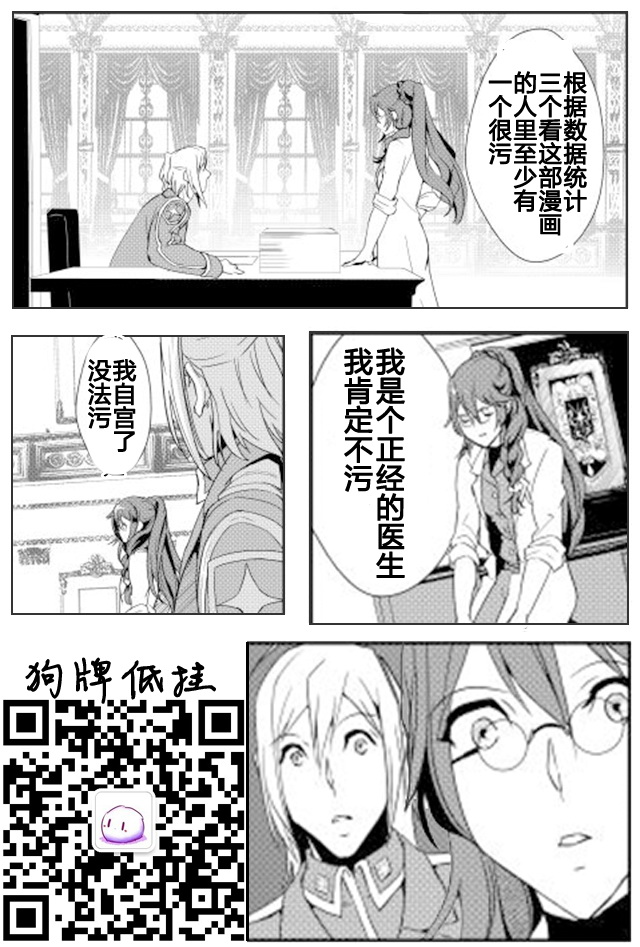 根据数据统计
三个看这部漫画
的人里至少有
一个很污
我是个正经的医生
我肯定不污
我自宫了
没法污
狗牌低挂